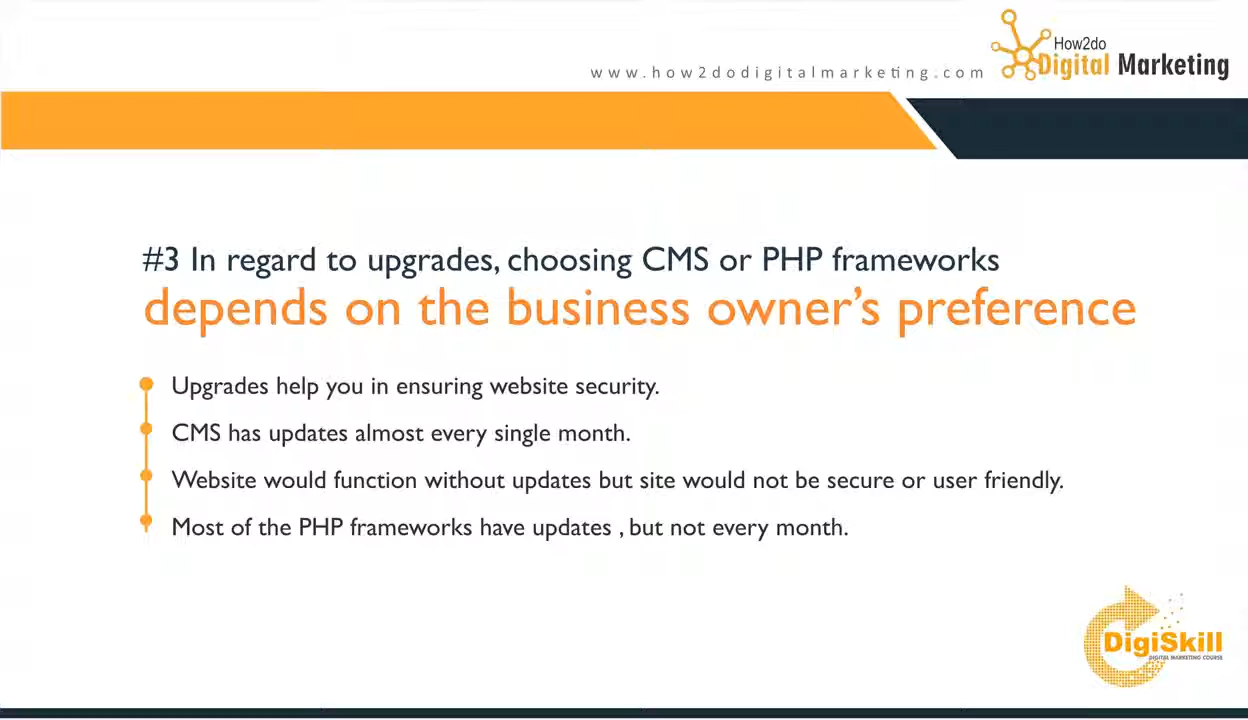 How2do
Digital Marketing
www.how2dodigitalmarketing.com
#3 In regard to upgrades, choosing CMS or PHP frameworks
depends on the business owner's preference
Upgrades help you in ensuring website security.
CMS has updates almost every single month.
Website would function without updates but site would not be secure or user friendly.
Most of the PHP frameworks have updates , but not every month.
DigiSkill
DIGITAL MARKETING COURSE